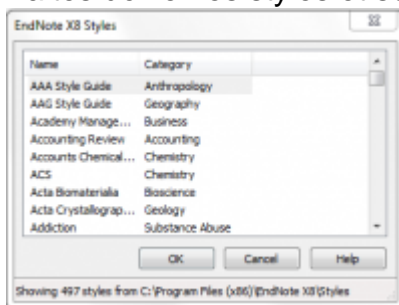 EndNote X8 Styles
Name Category
AAA Style Guide Anthropology
AAG Style Guide Geography
Academy Manage... Business
Accounting Review Accounting
Accounts Chemical... Chemistry
ACS Chemistry
Acta Biomaterialia Bioscience
Acta Crystallograp... Geology
Addiction Substance Abuse
OK Cancel Help
Showing 497 styles from C:\Program Files (x86)\EndNote X8\Styles